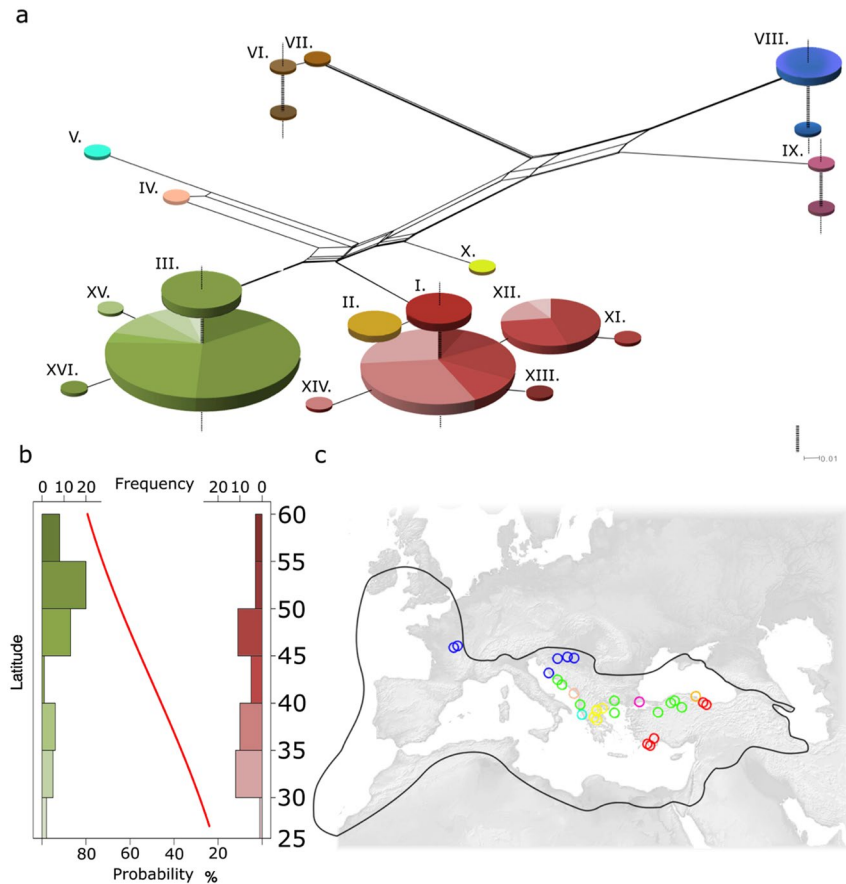 a
VI. VII. VIII.
V.
IV.
IX.
III.
X.
XV.
II.
I.
XII.
XI.
XVI.
XIV.
XIII.
0.01
b
c
0 10 20 Frequency 20 10 0
60
55
50
45
40
35
30
25
Latitude
80 60 40 20
Probability %